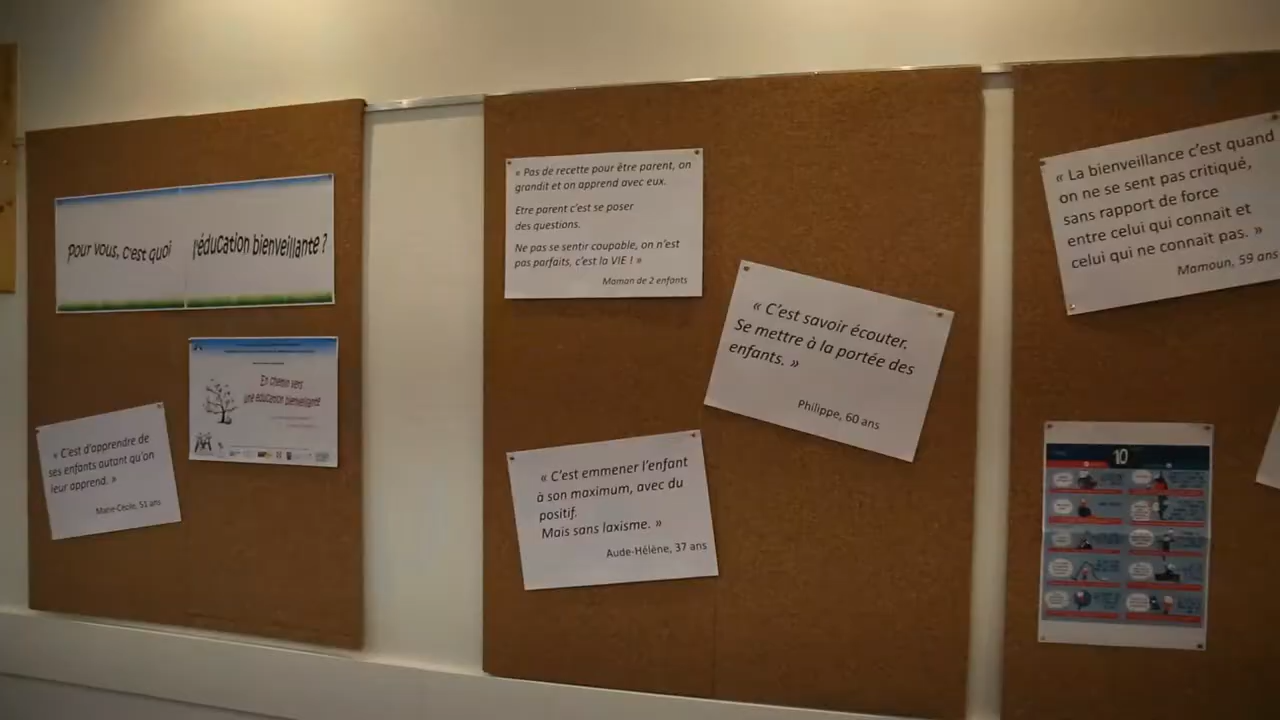 Pour vous, c'est quoi l'éducation bienveillante ?
En chemin vers
une éducation bienveillante
« C'est d'apprendre de
ses enfants autant qu'on
leur apprend. »
Marie-Cécile, 51 ans
« Pas de recette pour être parent, on
grandit et on apprend avec eux.
Etre parent c'est se poser
des questions.
Ne pas se sentir coupable, on n'est
pas parfaits, c'est la VIE ! »
Maman de 2 enfants
« C'est savoir écouter.
Se mettre à la portée des
enfants. »
Philippe, 60 ans
« C'est emmener l'enfant
à son maximum, avec du
positif.
Mais sans laxisme. »
Aude-Hélène, 37 ans
« La bienveillance c'est quand
on ne se sent pas critiqué,
sans rapport de force
entre celui qui connait et
celui qui ne connait pas. »
Mamoun, 59 ans
10